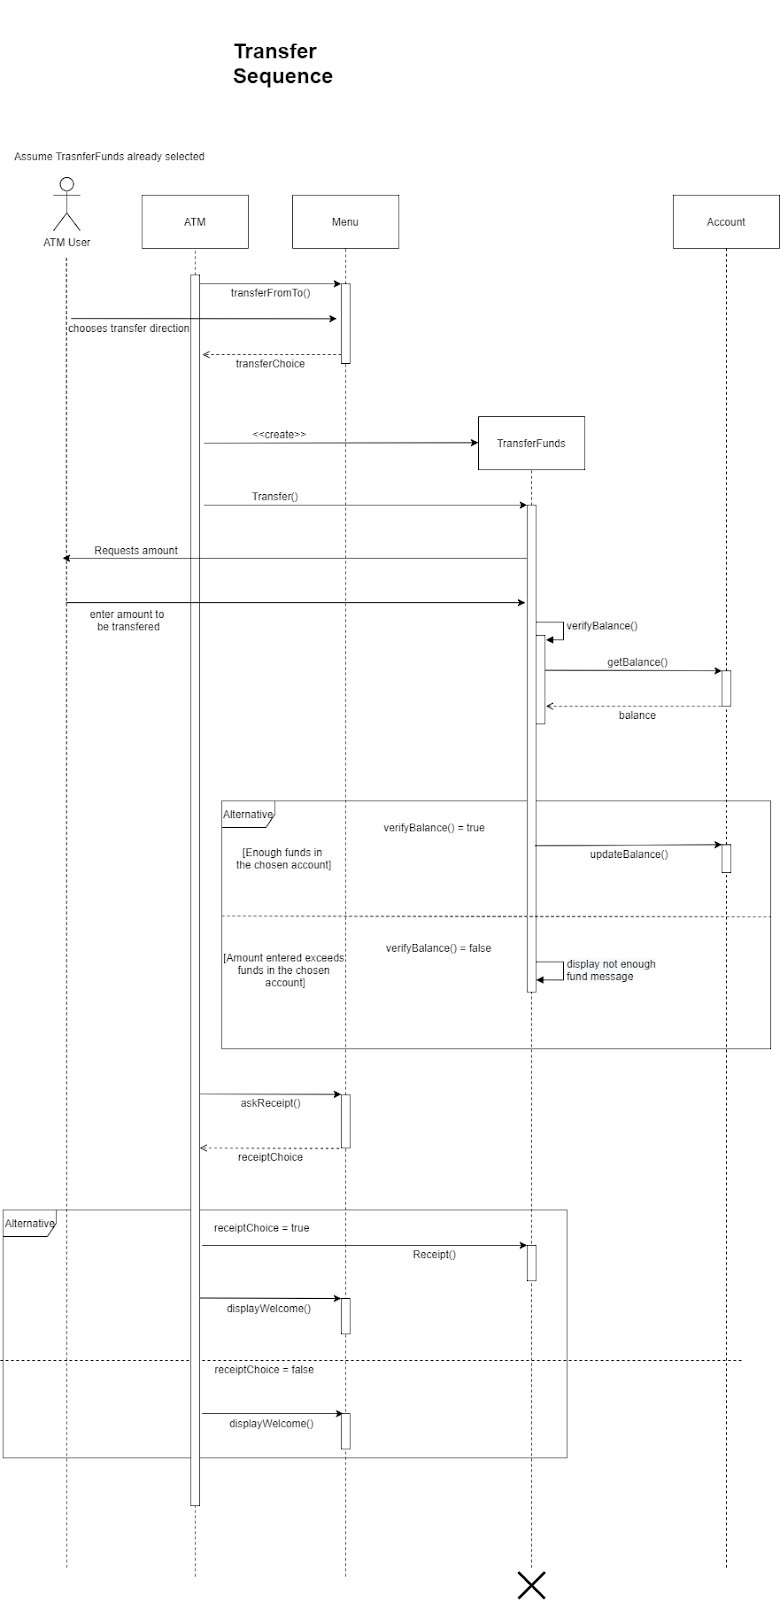 Transfer
Sequence
Assume TrasnferFunds already selected
ATM User
ATM
Menu
Account
transferFromTo()
chooses transfer direction
transferChoice
<<create>>
TransferFunds
Transfer()
Requests amount
enter amount to
be transfered
verifyBalance()
getBalance()
balance
Alternative
verifyBalance() = true
[Enough funds in
the chosen account]
updateBalance()
verifyBalance() = false
[Amount entered exceeds
funds in the chosen
account]
display not enough
fund message
askReceipt()
receiptChoice
Alternative
receiptChoice = true
Receipt()
displayWelcome()
receiptChoice = false
displayWelcome()